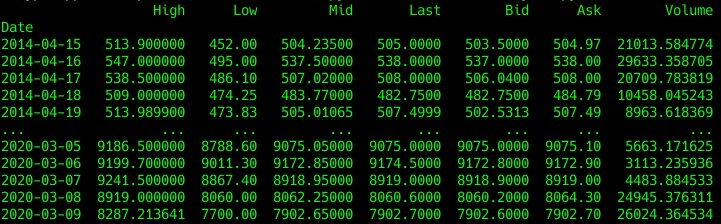 High Low Mid Last Bid Ask Volume
Date
2014-04-15 513.900000 452.00 504.23500 505.0000 503.5000 504.97 21013.584774
2014-04-16 547.000000 495.00 537.50000 538.0000 537.0000 538.00 29633.358705
2014-04-17 538.500000 486.10 507.02000 508.0000 506.0400 508.00 20709.783819
2014-04-18 509.000000 474.25 483.77000 482.7500 482.7500 484.79 10458.045243
2014-04-19 513.989900 473.83 505.01065 507.4999 502.5313 507.49 8963.618369
... ... ... ... ... ... ... ...
2020-03-05 9186.500000 8788.60 9075.05000 9075.0000 9075.0000 9075.10 5663.171625
2020-03-06 9199.700000 9011.30 9172.85000 9174.5000 9172.8000 9172.90 3113.235936
2020-03-07 9241.500000 8867.40 8918.95000 8919.0000 8918.9000 8919.00 4483.884533
2020-03-08 8919.000000 8060.00 8062.25000 8060.6000 8060.2000 8064.30 24945.376311
2020-03-09 8287.213641 7700.00 7902.65000 7902.7000 7902.6000 7902.70 26024.364534